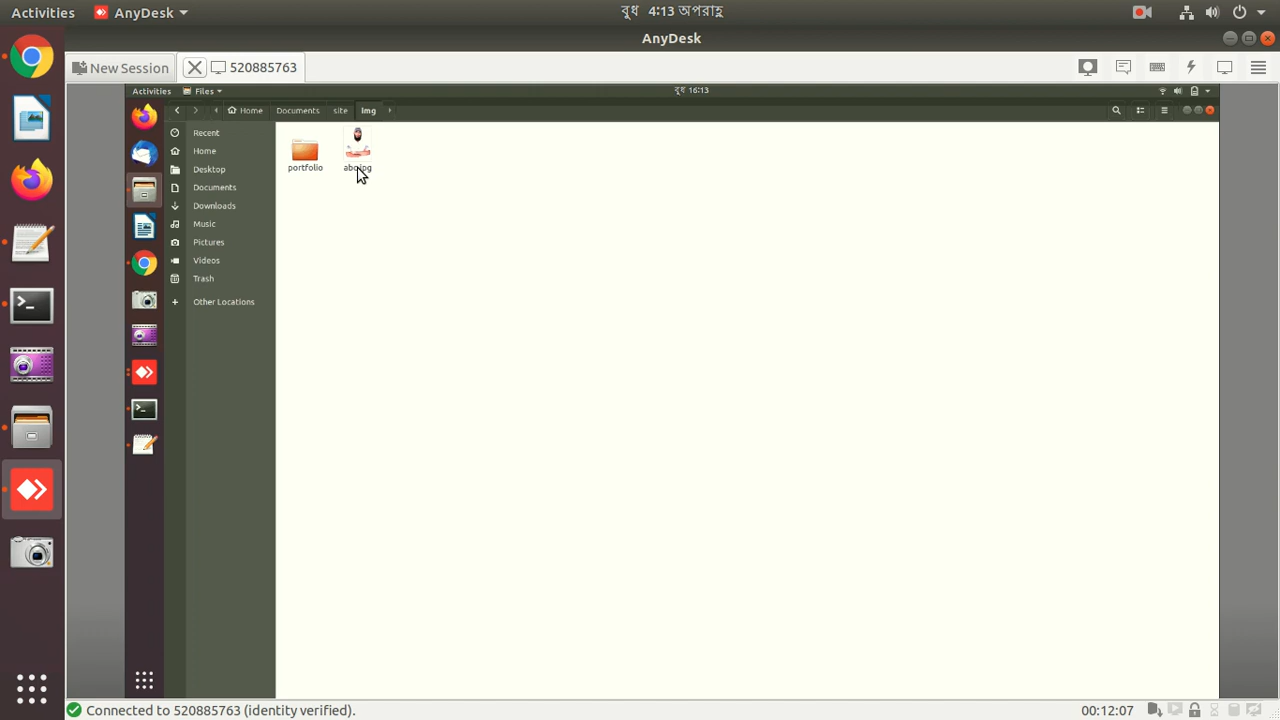 Activities AnyDesk বুধ 4:13 অপরাহ্ণ
AnyDesk
New Session 520885763
Activities Files বুধ 16:13
Home Documents site Img
Recent
Home
Desktop
Documents
Downloads
Music
Pictures
Videos
Trash
Other Locations
portfolio
Connected to 520885763 (identity verified). 00:12:07